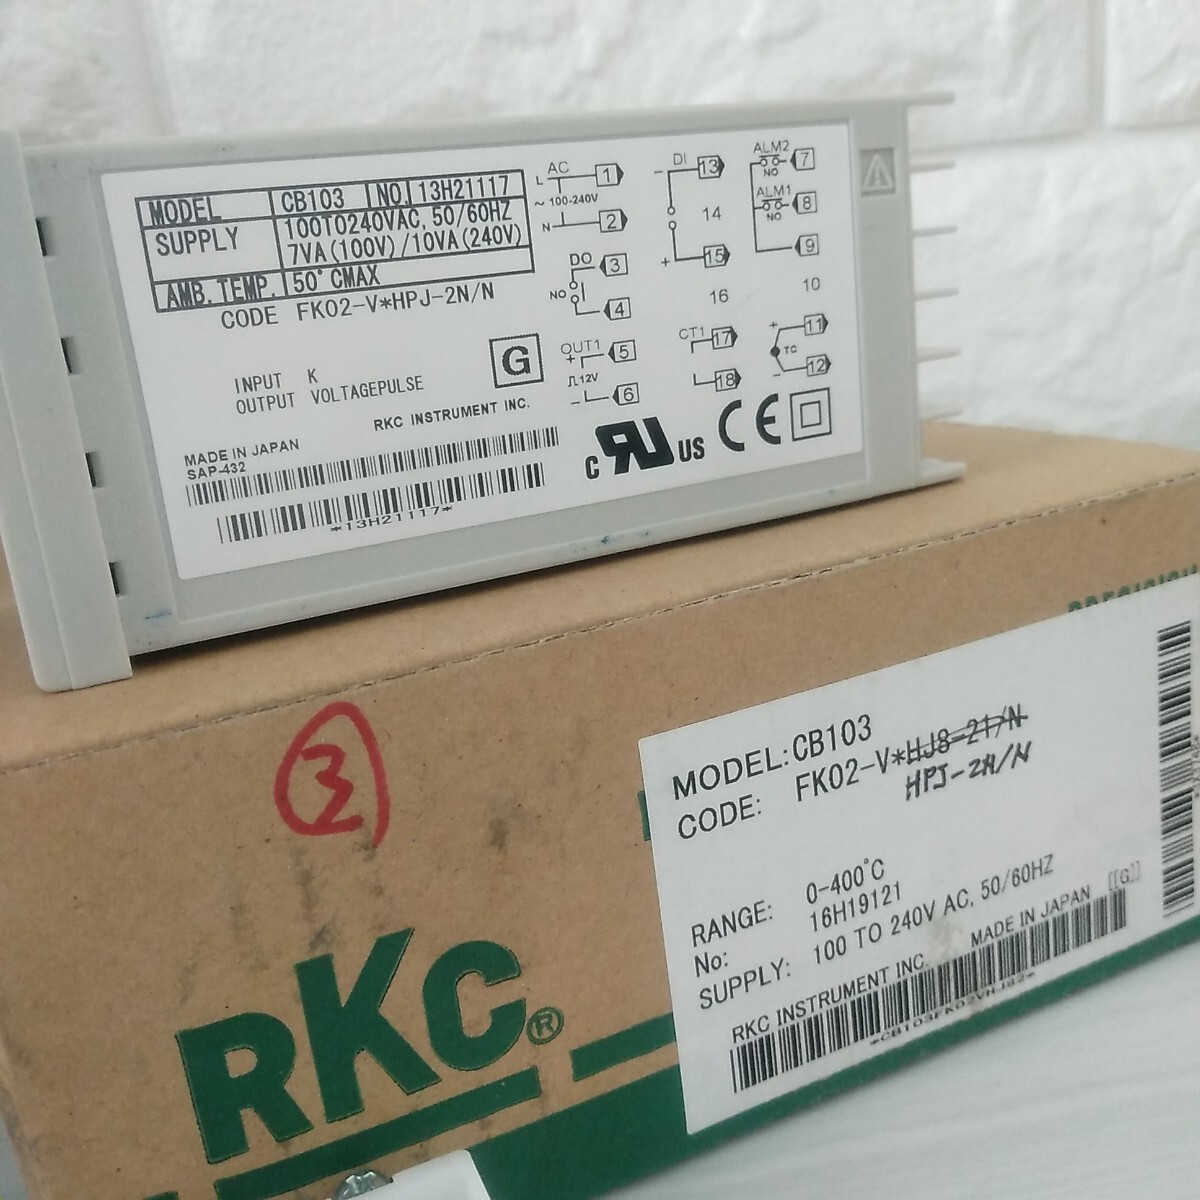 MODEL CB103 NO. 13H21117
SUPPLY 100TO240VAC, 50/60HZ
7VA(100V)/10VA(240V)
AMB. TEMP. 50°CMAX
CODE FK02-V*HPJ-2N/N
INPUT K
OUTPUT VOLTAGEPULSE
G
RKC INSTRUMENT INC.
MADE IN JAPAN
SAP-432
*13H21117*
AC
L 1
~ 100-240V
N 2
DO 3
NO 4
OUT1
+ 5
12V
- 6
DI
- 13
14
+ 15
16
CT1 17
18
ALM2 7
NO
ALM1 8
NO
9
10
+ 11
TC
- 12
c RU US CE
3
RKC®
MODEL: CB103
CODE: FK02-V*HJ8-21/N
HPJ-2N/N
RANGE: 0-400°C
No: 16H19121
SUPPLY: 100 TO 240V AC, 50/60HZ
RKC INSTRUMENT INC. MADE IN JAPAN [[G]]